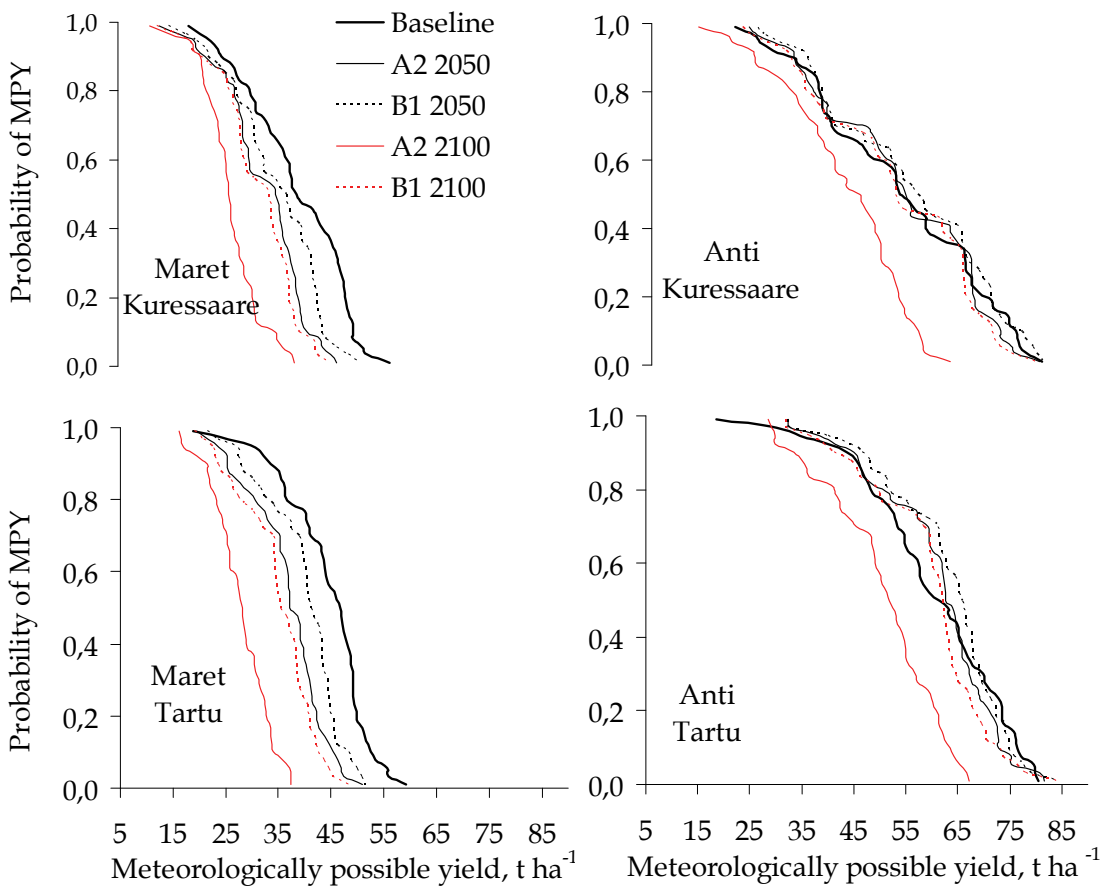 1,0
0,8
0,6
0,4
0,2
0,0
Probability of MPY
Baseline
A2 2050
B1 2050
A2 2100
B1 2100
Maret
Kuressaare
1,0
0,8
0,6
0,4
0,2
0,0
Anti
Kuressaare
1,0
0,8
0,6
0,4
0,2
0,0
Probability of MPY
Maret
Tartu
5 15 25 35 45 55 65 75 85
Meteorologically possible yield, t ha-1
1,0
0,8
0,6
0,4
0,2
0,0
Anti
Tartu
5 15 25 35 45 55 65 75 85
Meteorologically possible yield, t ha -1